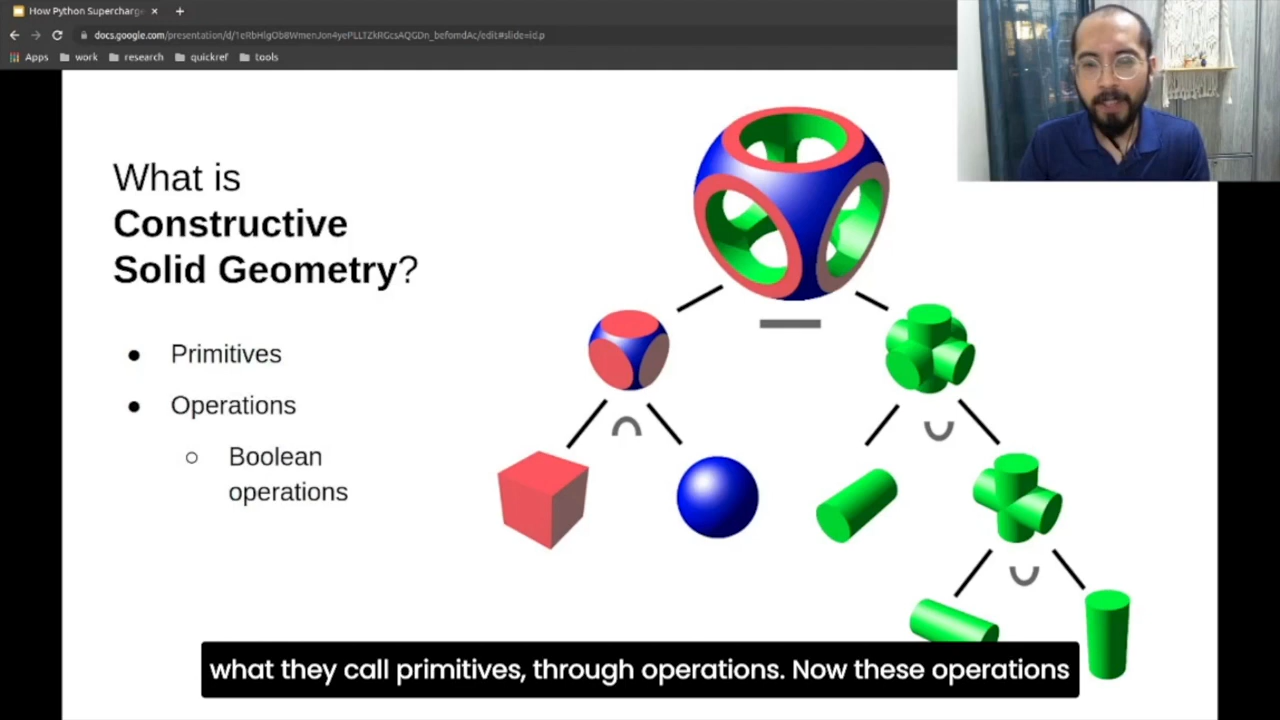 How Python Supercharge
docs.google.com/presentation/d/1eRbHlgOb8WmenJon4yePLL1ZkRGcsAQGDn_befomdAc/edit#slide=id.p
Apps work research quickref tools
What is
Constructive
Solid Geometry?
● Primitives
● Operations
○ Boolean
operations
what they call primitives, through operations. Now these operations